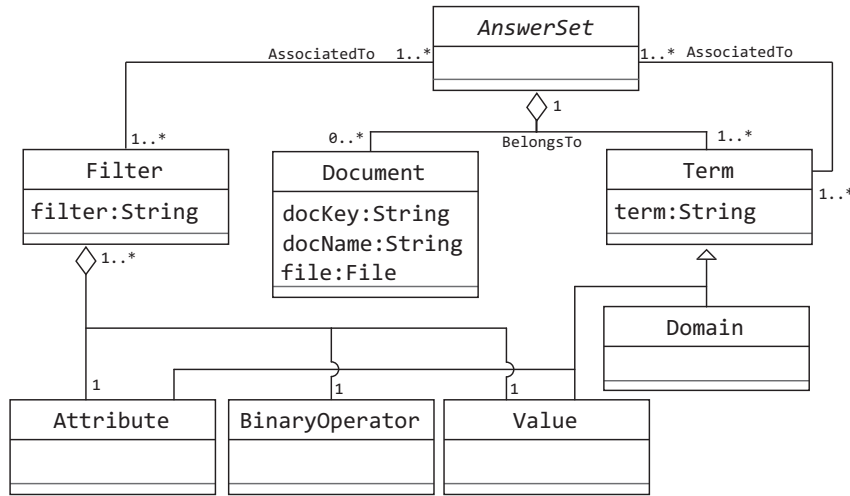 AnswerSet
AssociatedTo 1..*
1..* AssociatedTo
1
0..*
BelongsTo
1..*
1..*
1..*
Filter
filter:String
1..*
Document
docKey:String
docName:String
file:File
Term
term:String
Domain
1
1
1
Attribute
BinaryOperator
Value